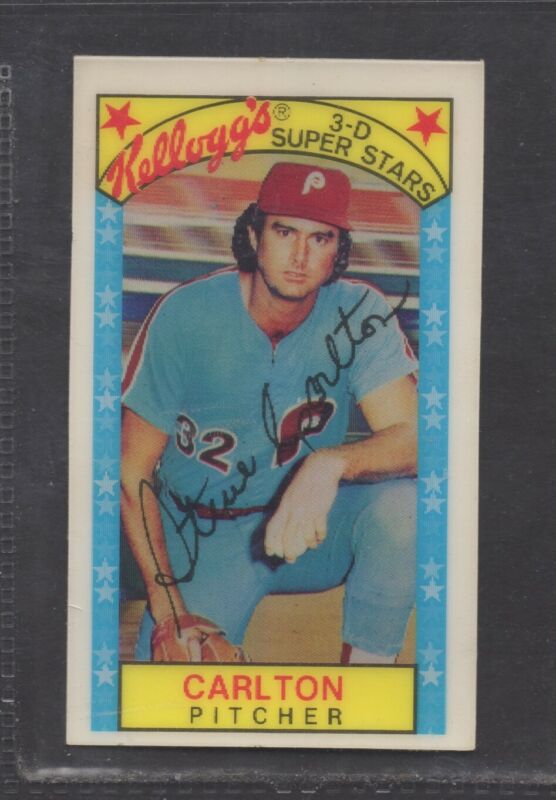 Kellogg's®
3-D
SUPER STARS
P
32 P
Steve Carlton
CARLTON
PITCHER